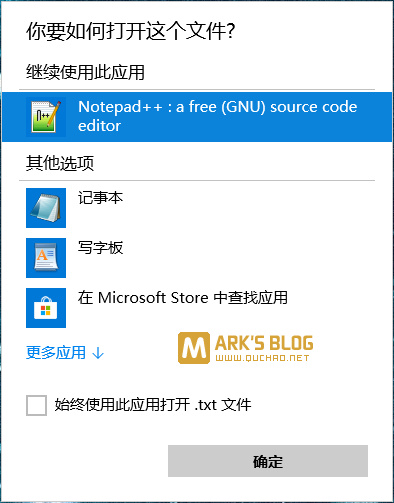 你要如何打开这个文件?
继续使用此应用
Notepad++ : a free (GNU) source code
editor
其他选项
记事本
写字板
在 Microsoft Store 中查找应用
M ARK'S BLOG
WWW.QUCHAO.NET
更多应用 ↓
始终使用此应用打开 .txt 文件
确定